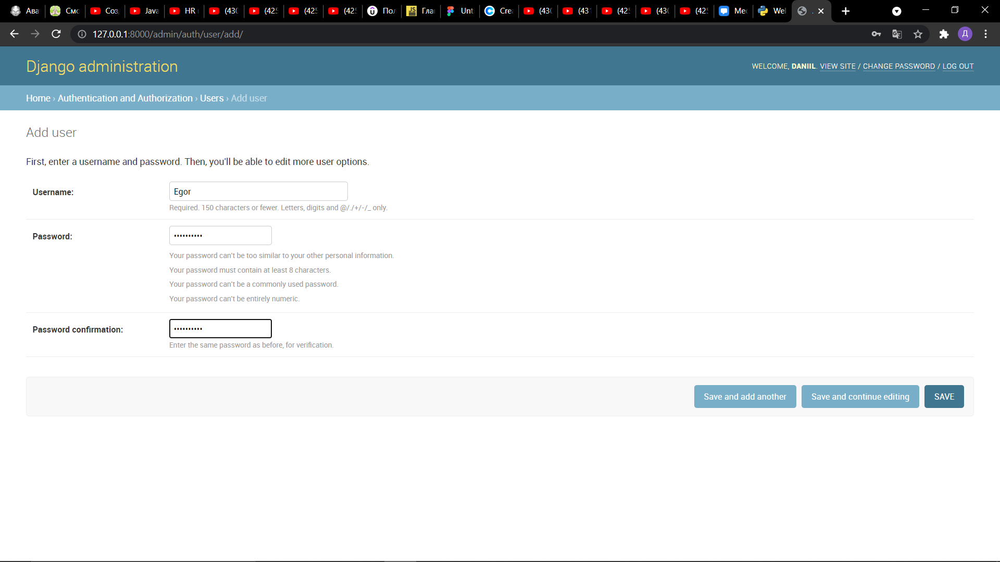 Ава Смо Соз Java HR (430 (425 (425 (425 Пол Гла Unt Crea (430 (431 (425 (430 (425 Мес Wel
127.0.0.1:8000/admin/auth/user/add/
Д
Django administration
WELCOME, DANIIL. VIEW SITE / CHANGE PASSWORD / LOG OUT
Home › Authentication and Authorization › Users › Add user
Add user
First, enter a username and password. Then, you'll be able to edit more user options.
Username:
Egor
Required. 150 characters or fewer. Letters, digits and @/./+/-/_ only.
Password:
••••••••••
Your password can't be too similar to your other personal information.
Your password must contain at least 8 characters.
Your password can't be a commonly used password.
Your password can't be entirely numeric.
Password confirmation:
••••••••••
Enter the same password as before, for verification.
Save and add another
Save and continue editing
SAVE